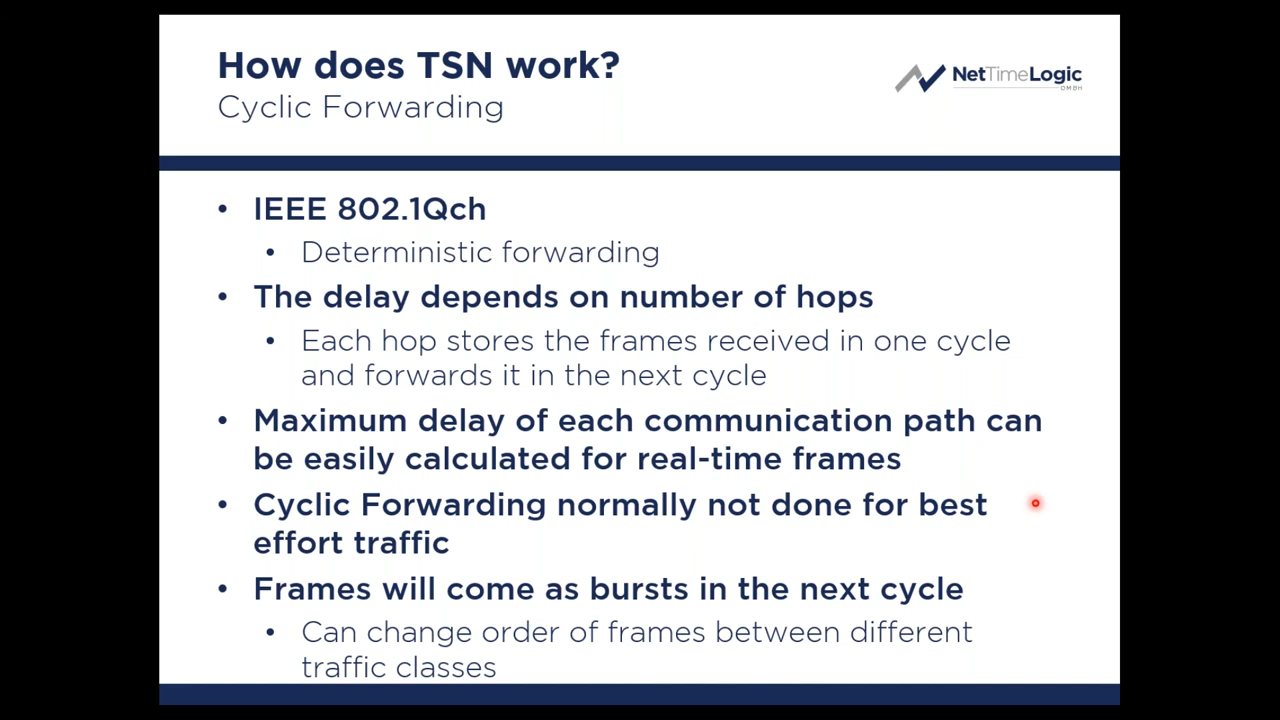 How does TSN work?
Cyclic Forwarding
NetTimeLogic
GMBH
• IEEE 802.1Qch
• Deterministic forwarding
• The delay depends on number of hops
• Each hop stores the frames received in one cycle
and forwards it in the next cycle
• Maximum delay of each communication path can
be easily calculated for real-time frames
• Cyclic Forwarding normally not done for best
effort traffic
• Frames will come as bursts in the next cycle
• Can change order of frames between different
traffic classes